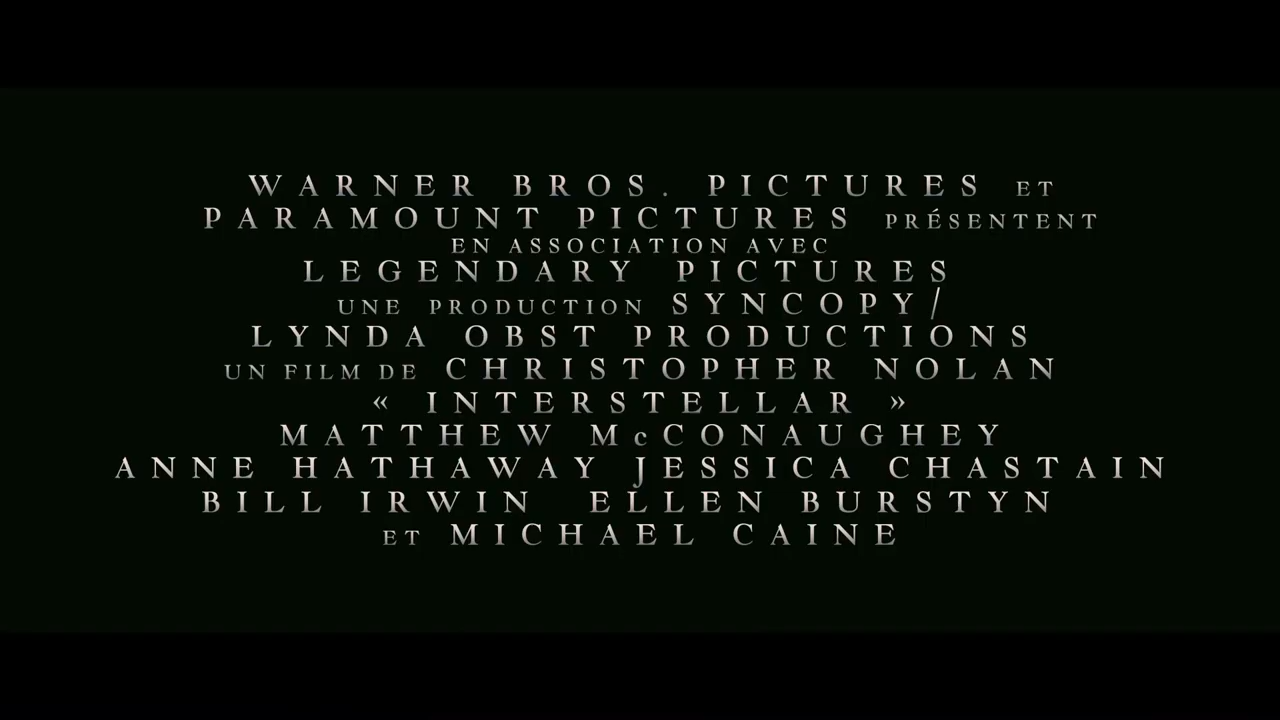 WARNER BROS. PICTURES ET
PARAMOUNT PICTURES PRÉSENTENT
EN ASSOCIATION AVEC
LEGENDARY PICTURES
UNE PRODUCTION SYNCOPY/
LYNDA OBST PRODUCTIONS
UN FILM DE CHRISTOPHER NOLAN
« INTERSTELLAR »
MATTHEW McCONAUGHEY
ANNE HATHAWAY JESSICA CHASTAIN
BILL IRWIN ELLEN BURSTYN
ET MICHAEL CAINE